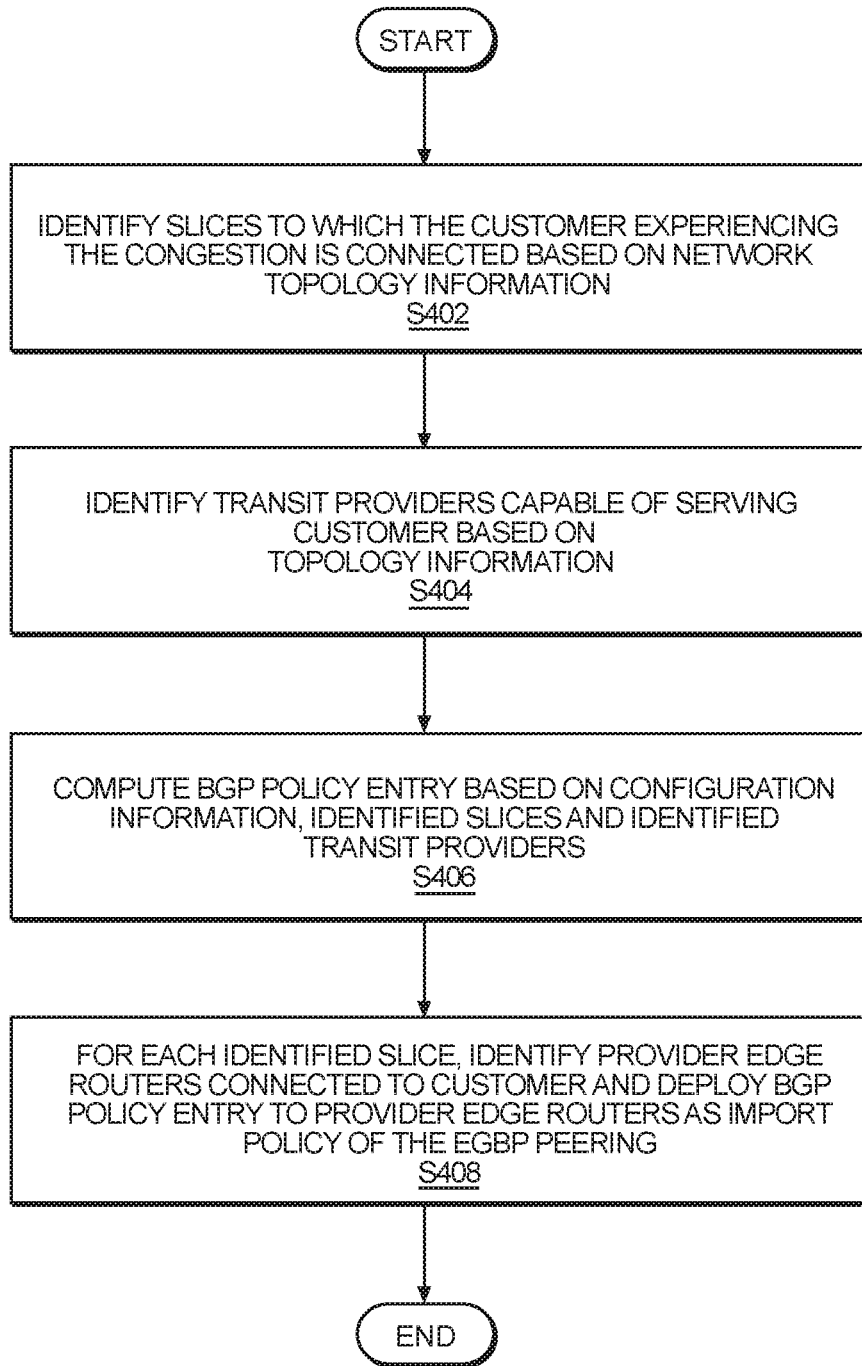 START
IDENTIFY SLICES TO WHICH THE CUSTOMER EXPERIENCING
THE CONGESTION IS CONNECTED BASED ON NETWORK
TOPOLOGY INFORMATION
S402
IDENTIFY TRANSIT PROVIDERS CAPABLE OF SERVING
CUSTOMER BASED ON
TOPOLOGY INFORMATION
S404
COMPUTE BGP POLICY ENTRY BASED ON CONFIGURATION
INFORMATION, IDENTIFIED SLICES AND IDENTIFIED
TRANSIT PROVIDERS
S406
FOR EACH IDENTIFIED SLICE, IDENTIFY PROVIDER EDGE
ROUTERS CONNECTED TO CUSTOMER AND DEPLOY BGP
POLICY ENTRY TO PROVIDER EDGE ROUTERS AS IMPORT
POLICY OF THE EGBP PEERING
S408
END